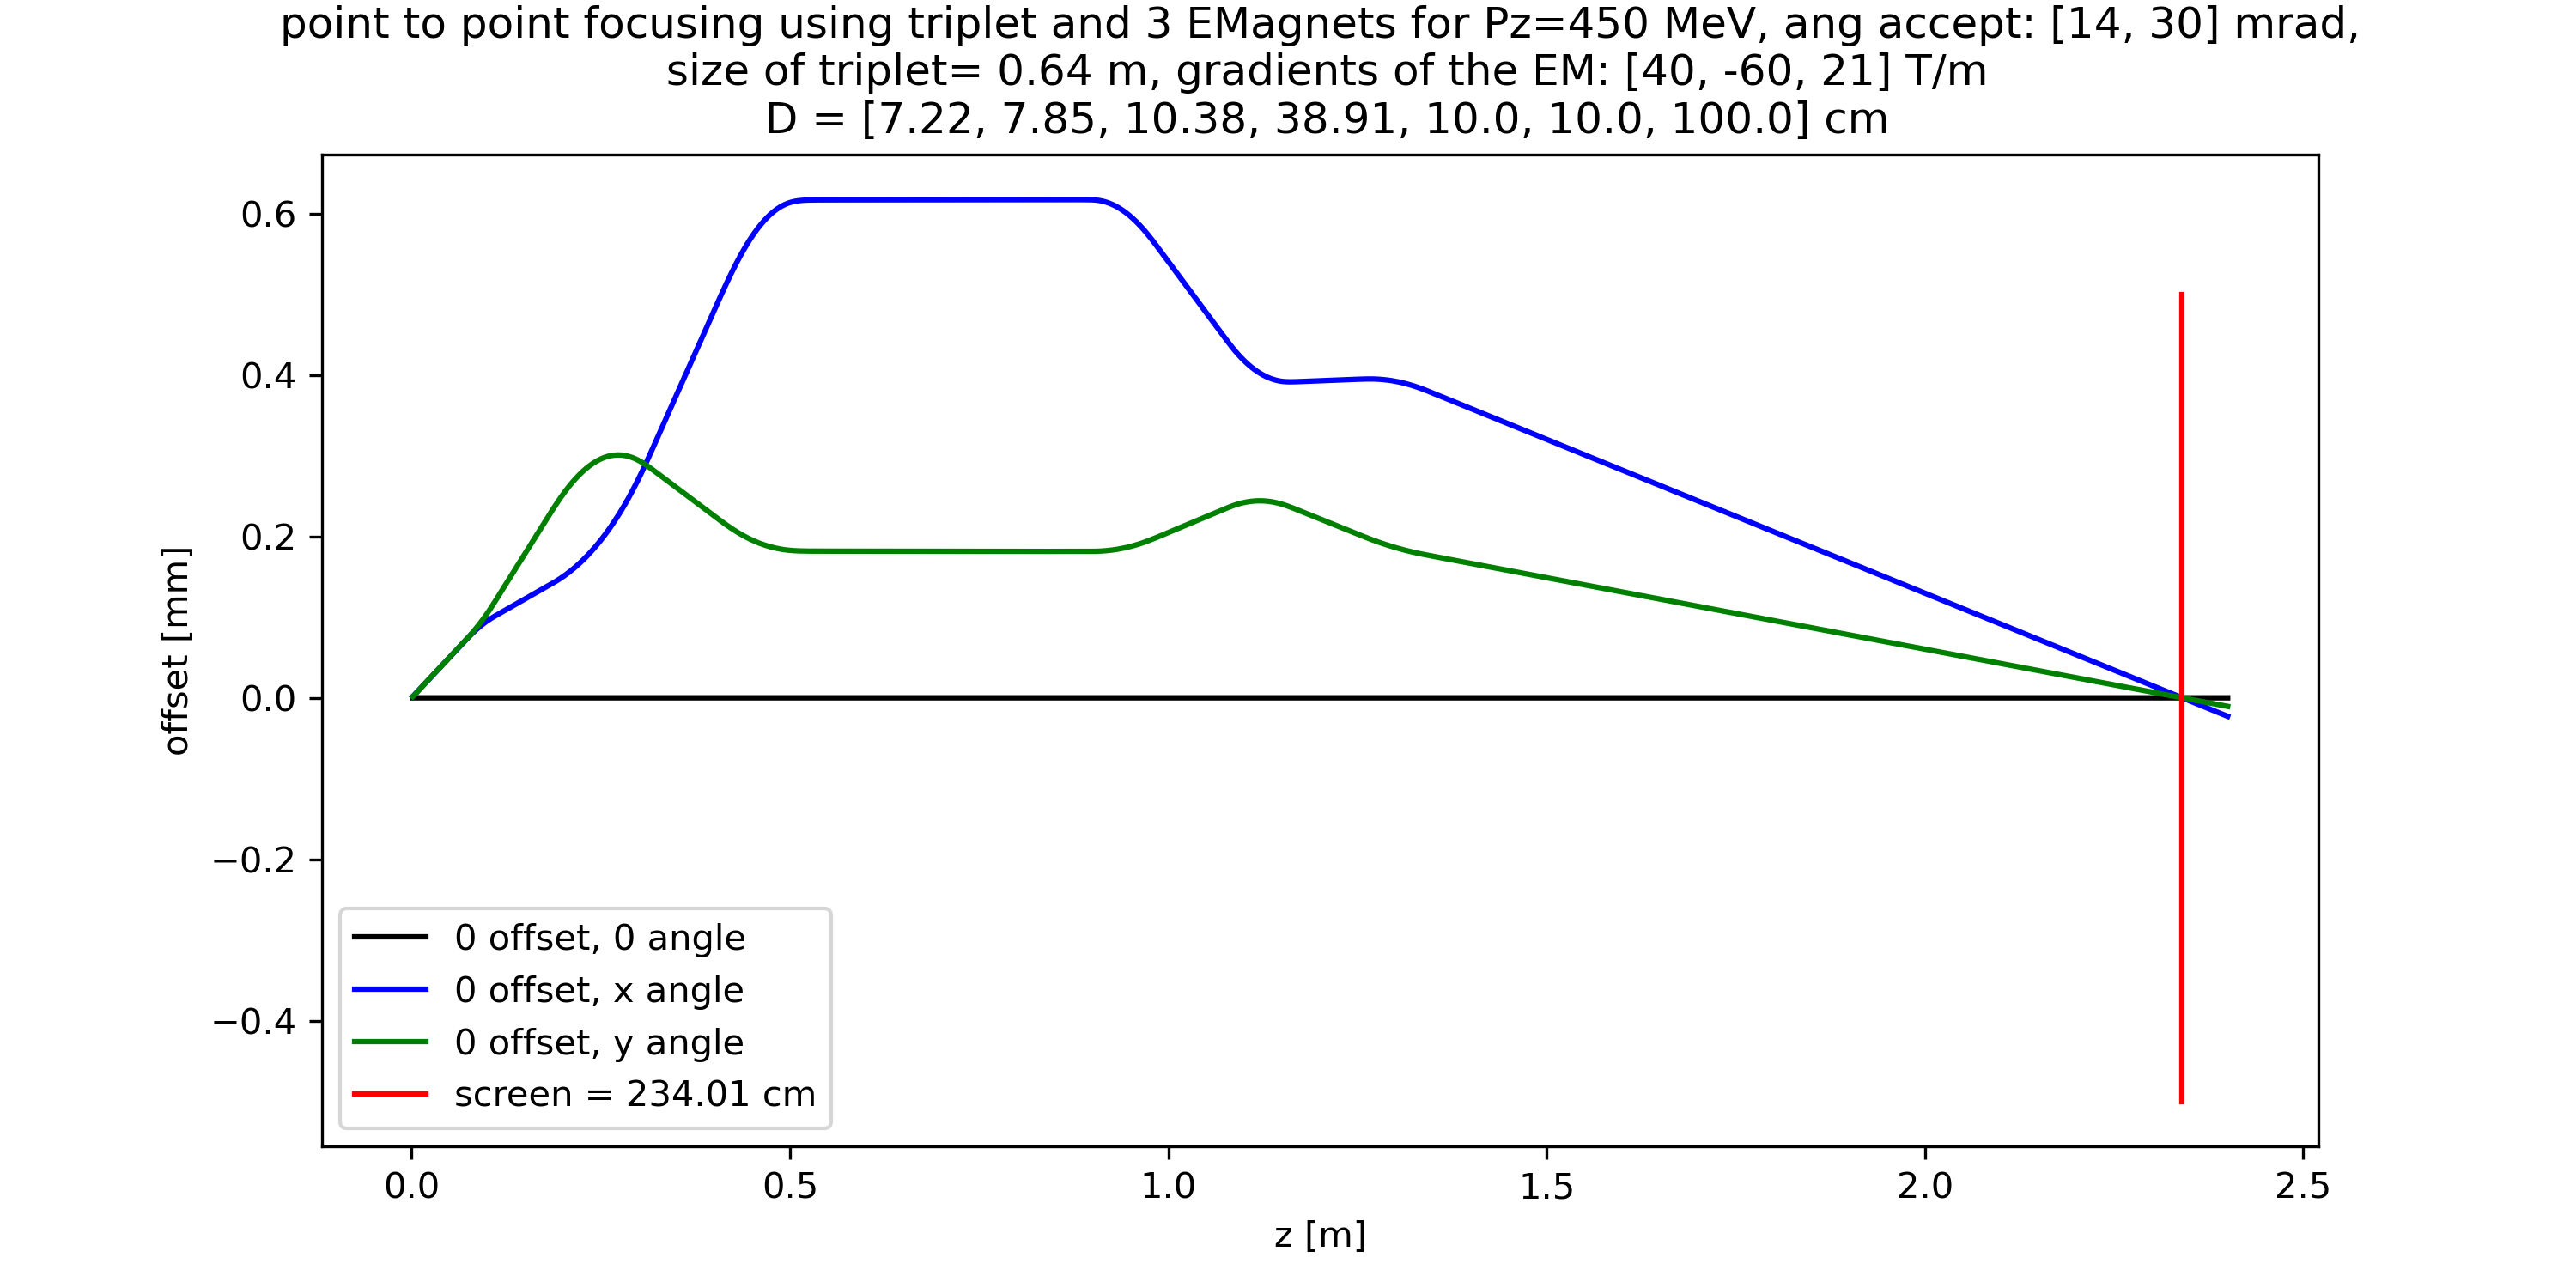 point to point focusing using triplet and 3 EMagnets for Pz=450 MeV, ang accept: [14, 30] mrad,
size of triplet= 0.64 m, gradients of the EM: [40, -60, 21] T/m
D = [7.22, 7.85, 10.38, 38.91, 10.0, 10.0, 100.0] cm
offset [mm]
0.6
0.4
0.2
0.0
−0.2
−0.4
0 offset, 0 angle
0 offset, x angle
0 offset, y angle
screen = 234.01 cm
0.0 0.5 1.0 1.5 2.0 2.5
z [m]